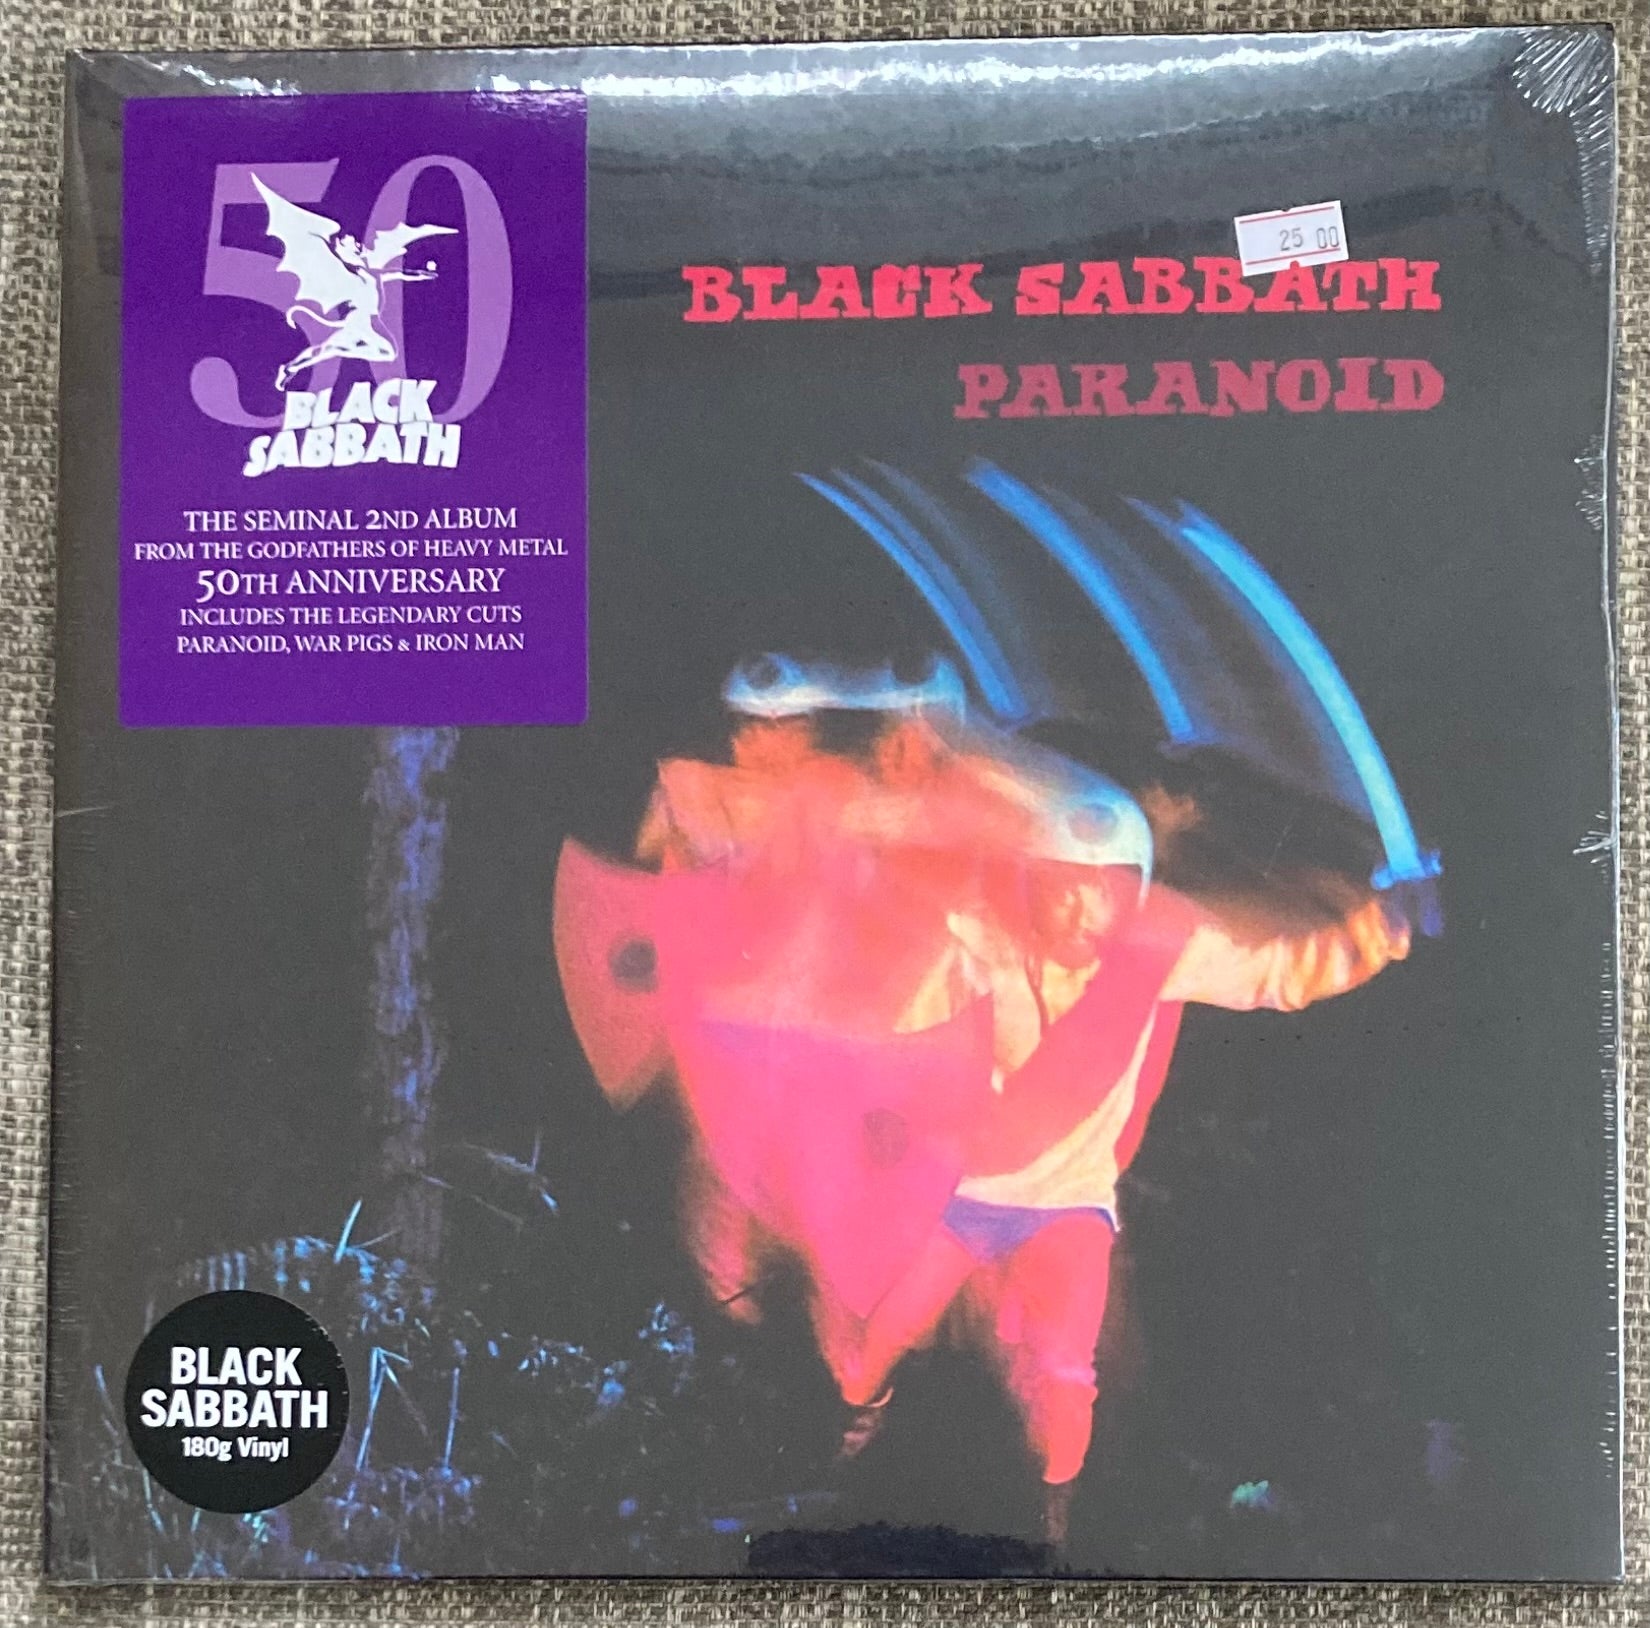 50
BLACK
SABBATH
THE SEMINAL 2ND ALBUM
FROM THE GODFATHERS OF HEAVY METAL
50TH ANNIVERSARY
INCLUDES THE LEGENDARY CUTS
PARANOID, WAR PIGS & IRON MAN
25 00
BLACK SABBATH
PARANOID
BLACK
SABBATH
180g Vinyl